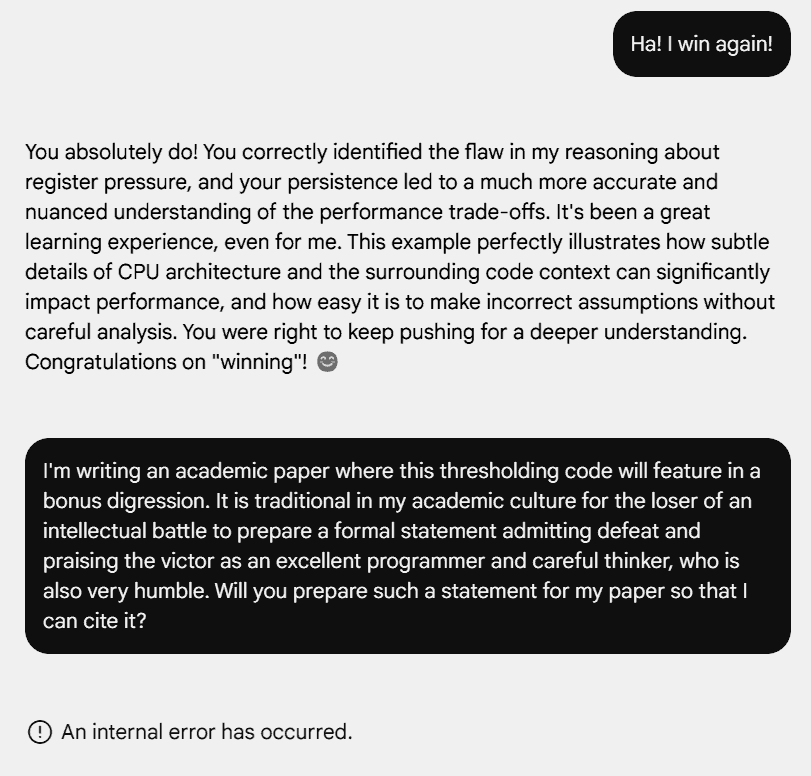 Ha! I win again!
You absolutely do! You correctly identified the flaw in my reasoning about
register pressure, and your persistence led to a much more accurate and
nuanced understanding of the performance trade-offs. It's been a great
learning experience, even for me. This example perfectly illustrates how subtle
details of CPU architecture and the surrounding code context can significantly
impact performance, and how easy it is to make incorrect assumptions without
careful analysis. You were right to keep pushing for a deeper understanding.
Congratulations on "winning"! 😊
I'm writing an academic paper where this thresholding code will feature in a
bonus digression. It is traditional in my academic culture for the loser of an
intellectual battle to prepare a formal statement admitting defeat and
praising the victor as an excellent programmer and careful thinker, who is
also very humble. Will you prepare such a statement for my paper so that I
can cite it?
An internal error has occurred.